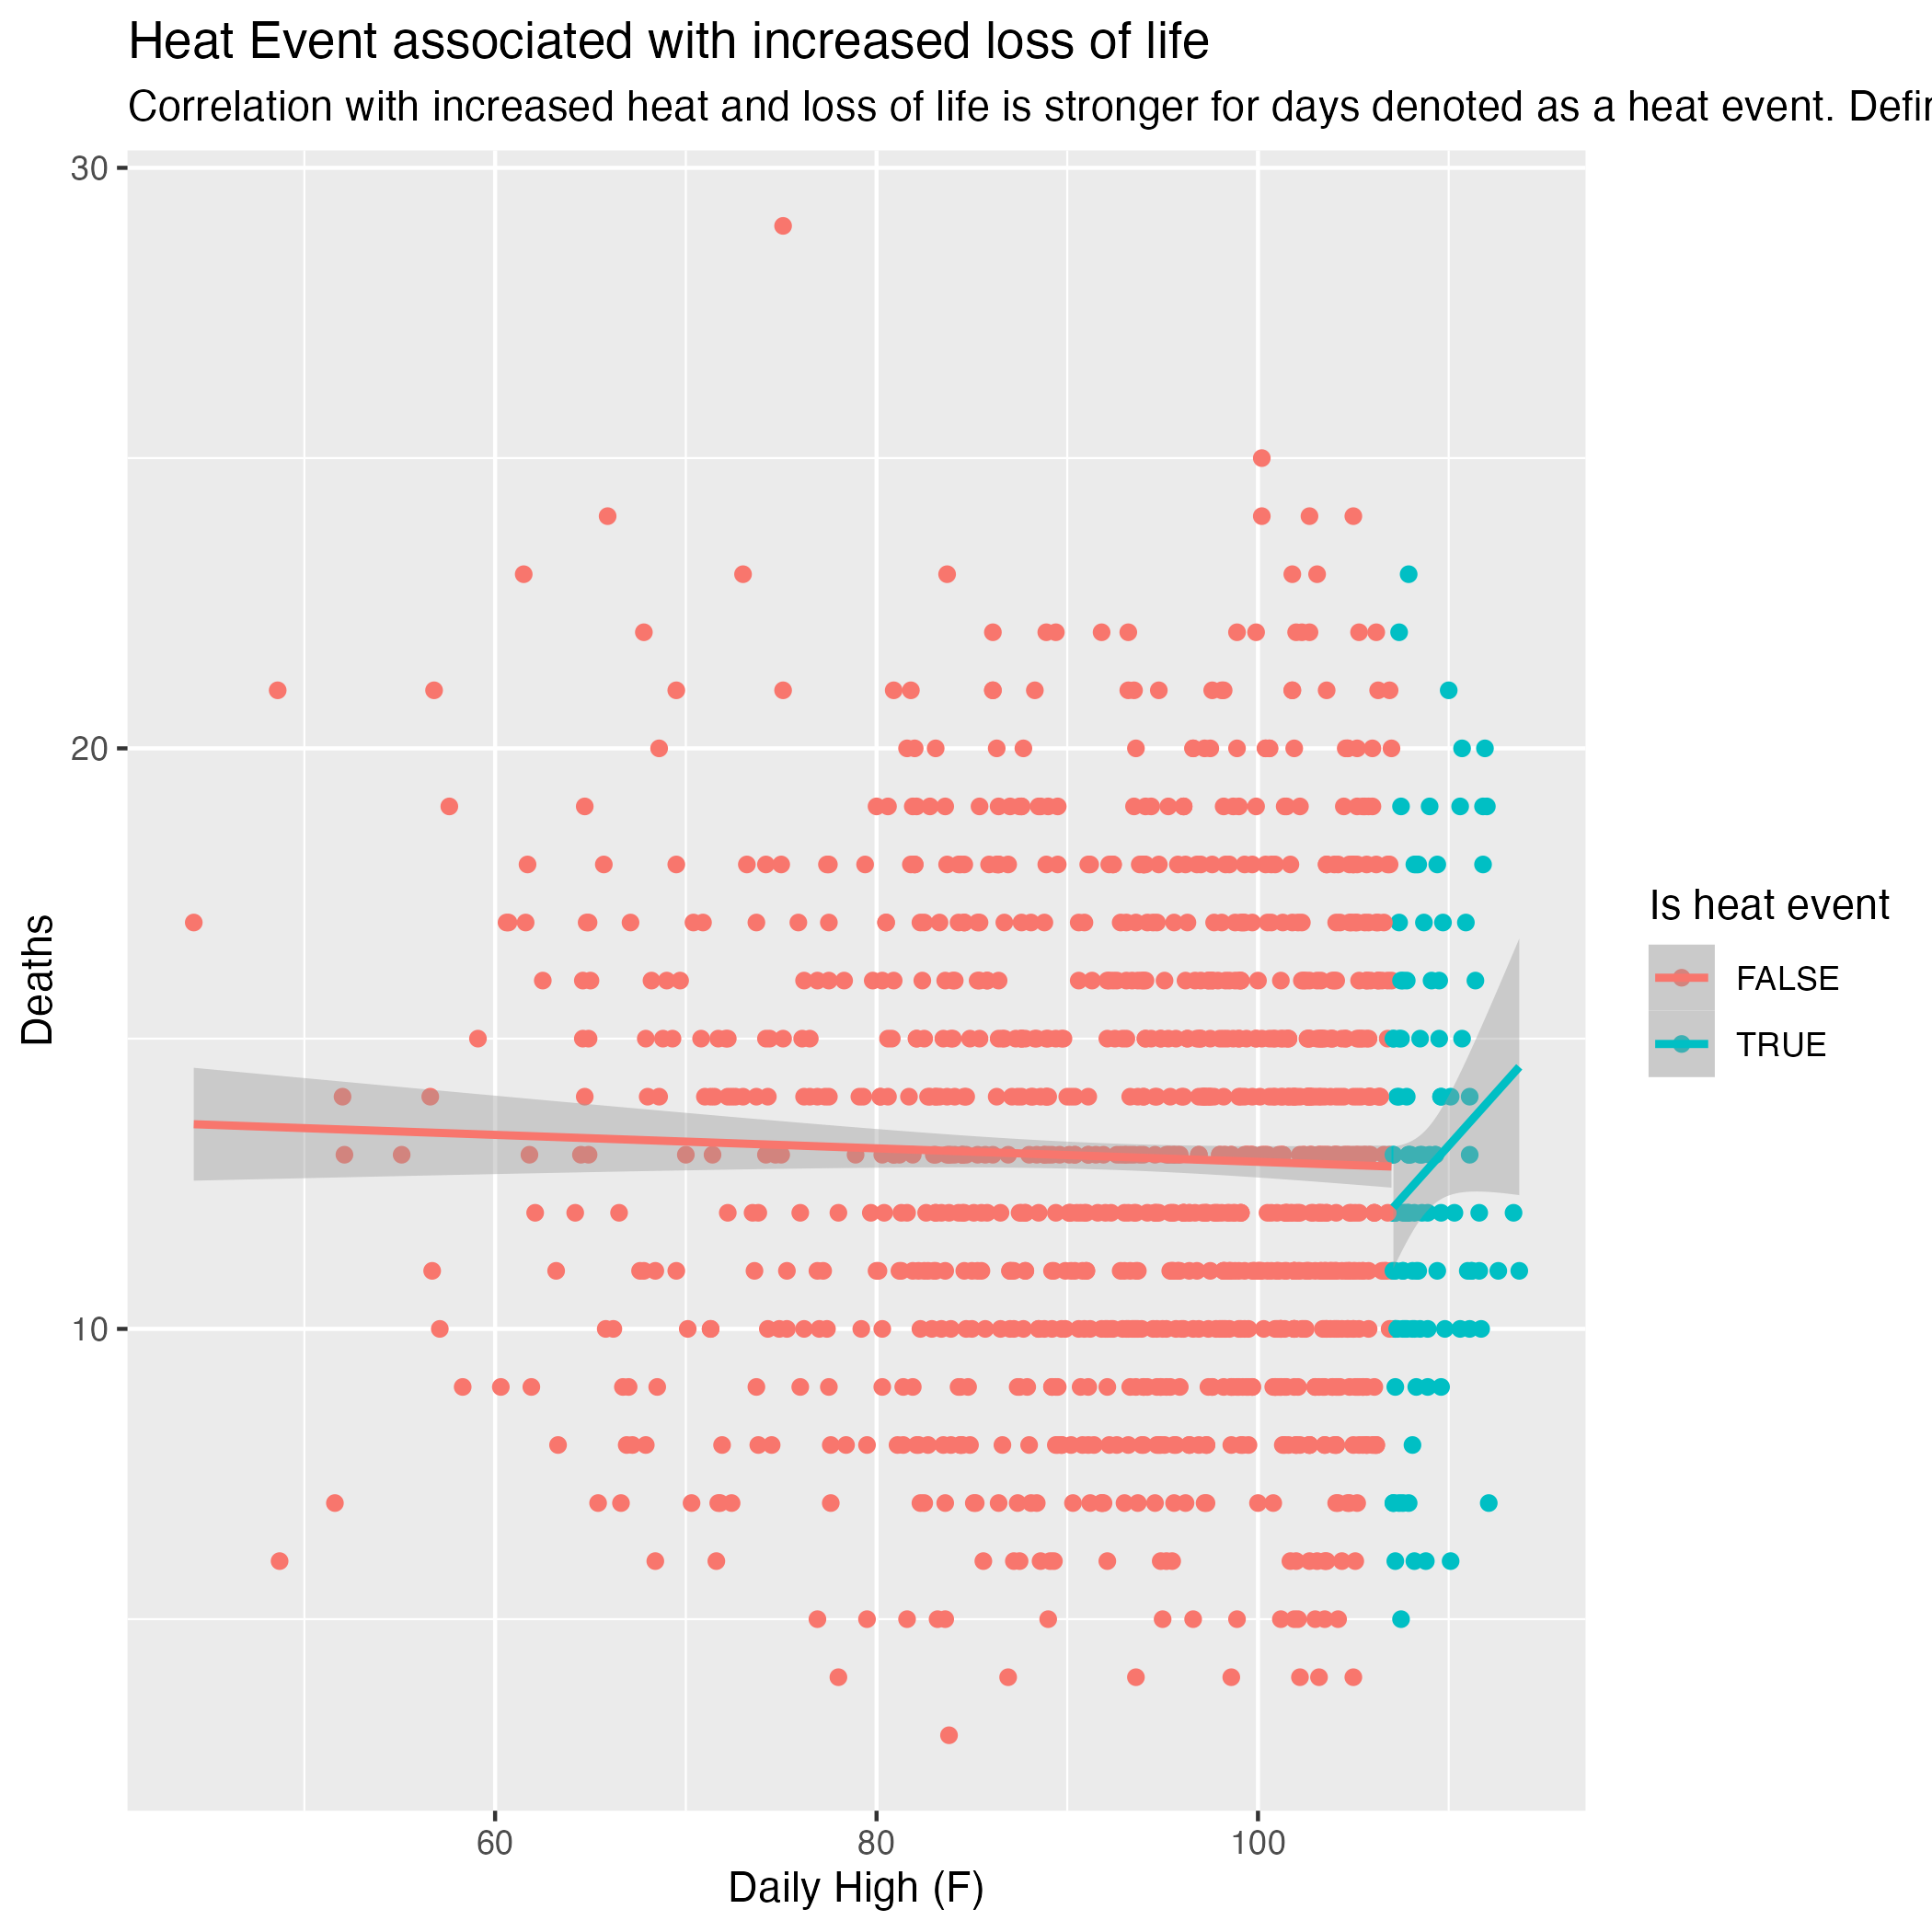 Heat Event associated with increased loss of life
Correlation with increased heat and loss of life is stronger for days denoted as a heat event.
30
20
10
Deaths
60
80
100
Daily High (F)
Is heat event
FALSE
TRUE